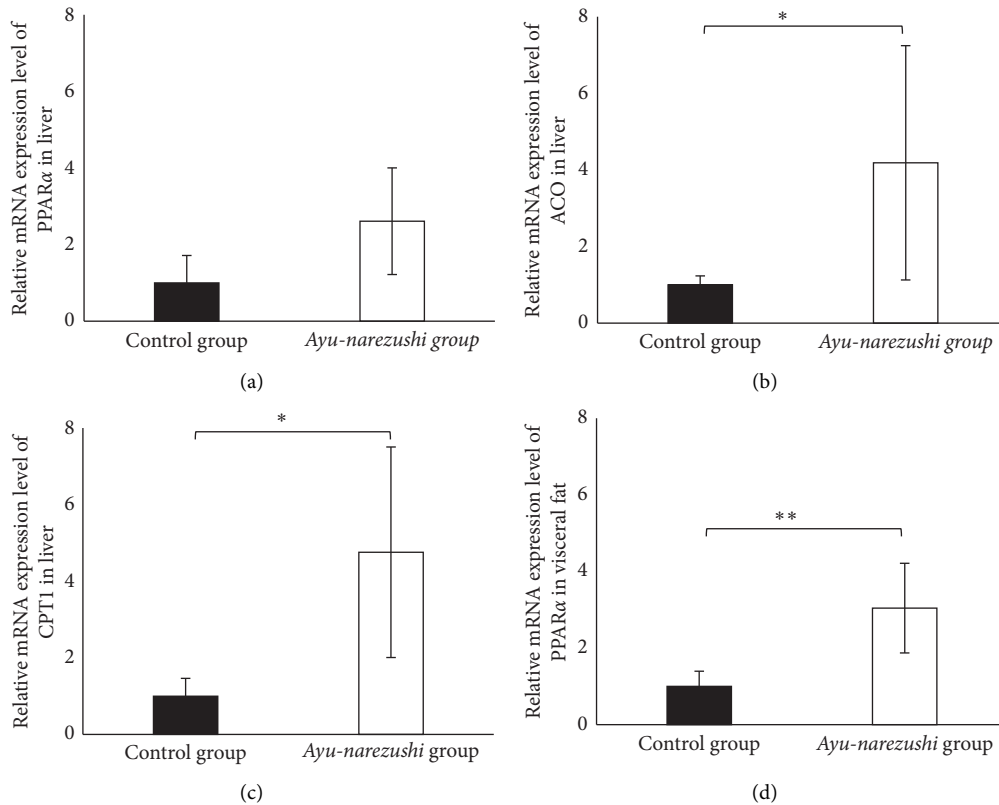 Relative mRNA expression level of
PPARα in liver
8
6
4
2
0
Control group
Ayu-narezushi group
(a)
Relative mRNA expression level of
ACO in liver
8
6
4
2
0
*
Control group
Ayu-narezushi group
(b)
Relative mRNA expression level of
CPT1 in liver
8
6
4
2
0
*
Control group
Ayu-narezushi group
(c)
Relative mRNA expression level of
PPARα in visceral fat
8
6
4
2
0
**
Control group
Ayu-narezushi group
(d)